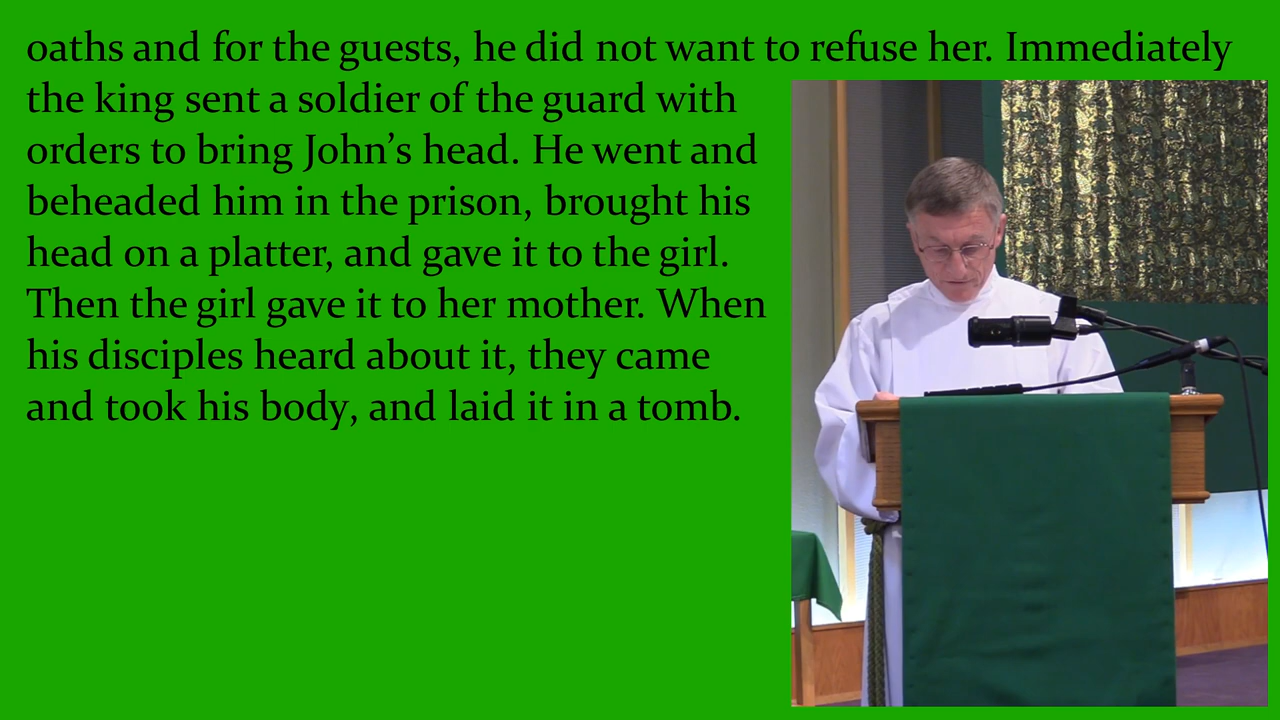 oaths and for the guests, he did not want to refuse her. Immediately
the king sent a soldier of the guard with
orders to bring John’s head. He went and
beheaded him in the prison, brought his
head on a platter, and gave it to the girl.
Then the girl gave it to her mother. When
his disciples heard about it, they came
and took his body, and laid it in a tomb.